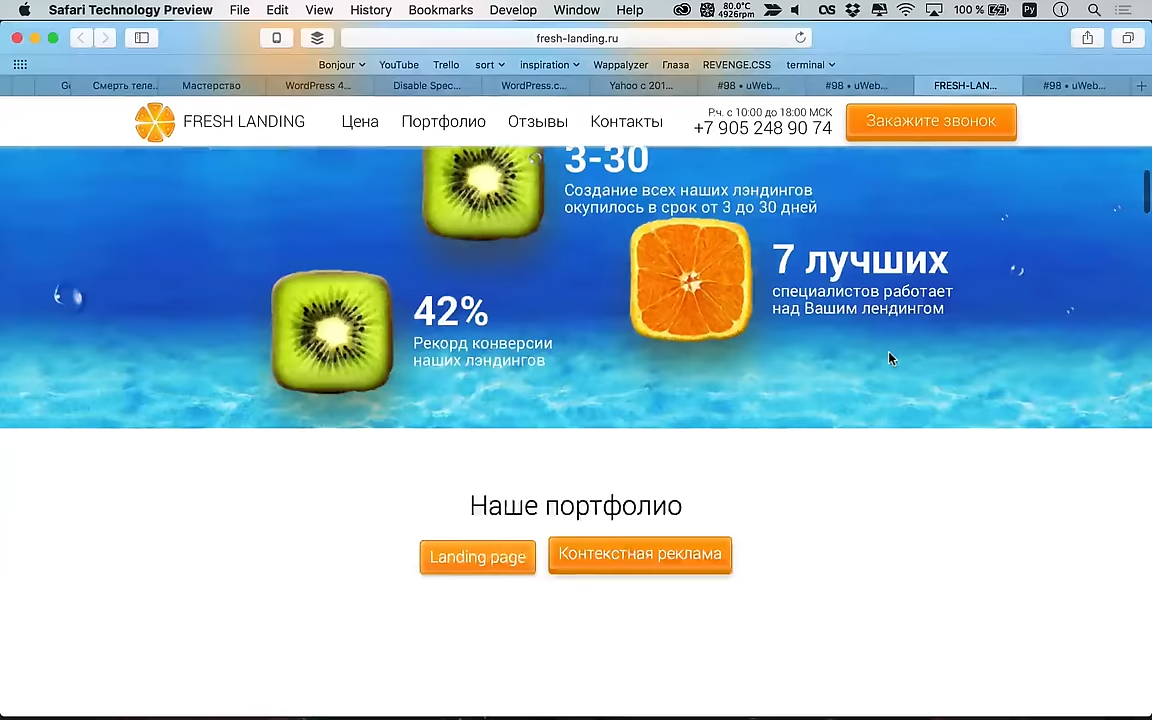 Safari Technology Preview File Edit View History Bookmarks Develop Window Help 80.0°C 4926rpm 100 % Ру
fresh-landing.ru
Bonjour YouTube Trello sort inspiration Wappalyzer Глаза REVENGE.CSS terminal
Смерть теле.. Мастерство WordPress 4... Disable Spec... WordPress.c... Yahoo с 201... #98 • uWeb... #98 • uWeb... FRESH-LAN... #98 • uWeb...
FRESH LANDING Цена Портфолио Отзывы Контакты
Р.ч. с 10:00 до 18:00 МСК
+7 905 248 90 74
Закажите звонок
3-30
Создание всех наших лэндингов
окупилось в срок от 3 до 30 дней
7 лучших
специалистов работает
над Вашим лендингом
42%
Рекорд конверсии
наших лэндингов
Наше портфолио
Landing page Контекстная реклама